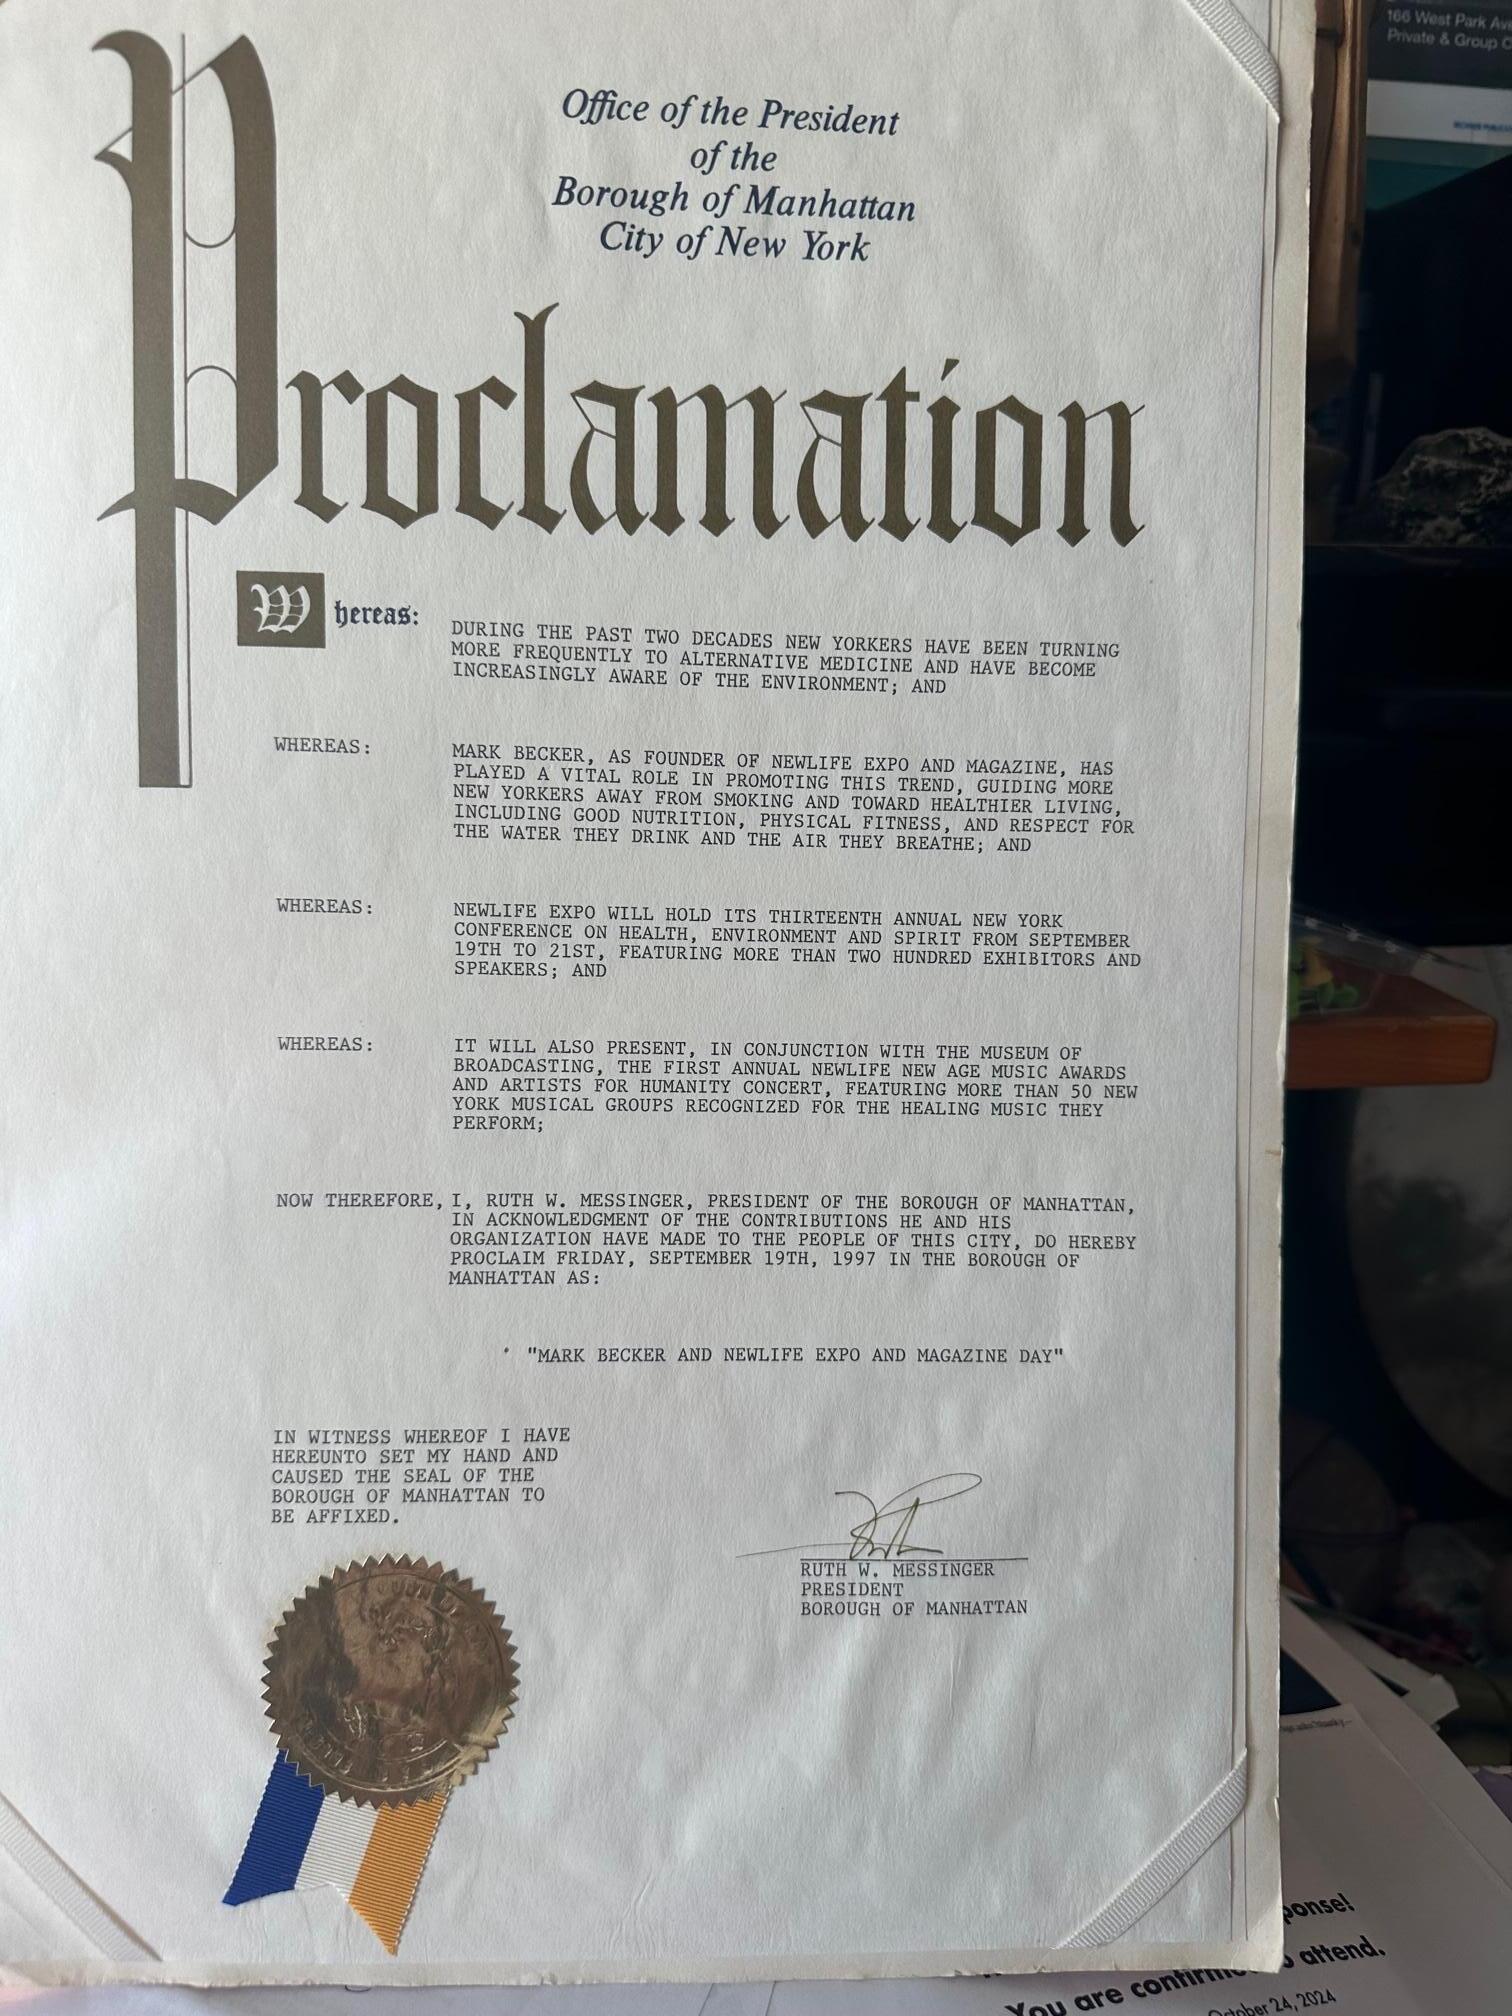 166 West Park
Private & Group
Office of the President
of the
Borough of Manhattan
City of New York
Proclamation
Whereas: DURING THE PAST TWO DECADES NEW YORKERS HAVE BEEN TURNING
MORE FREQUENTLY TO ALTERNATIVE MEDICINE AND HAVE BECOME
INCREASINGLY AWARE OF THE ENVIRONMENT; AND
WHEREAS: MARK BECKER, AS FOUNDER OF NEWLIFE EXPO AND MAGAZINE, HAS
PLAYED A VITAL ROLE IN PROMOTING THIS TREND, GUIDING MORE
NEW YORKERS AWAY FROM SMOKING AND TOWARD HEALTHIER LIVING,
INCLUDING GOOD NUTRITION, PHYSICAL FITNESS, AND RESPECT FOR
THE WATER THEY DRINK AND THE AIR THEY BREATHE; AND
WHEREAS: NEWLIFE EXPO WILL HOLD ITS THIRTEENTH ANNUAL NEW YORK
CONFERENCE ON HEALTH, ENVIRONMENT AND SPIRIT FROM SEPTEMBER
19TH TO 21ST, FEATURING MORE THAN TWO HUNDRED EXHIBITORS AND
SPEAKERS; AND
WHEREAS: IT WILL ALSO PRESENT, IN CONJUNCTION WITH THE MUSEUM OF
BROADCASTING, THE FIRST ANNUAL NEWLIFE NEW AGE MUSIC AWARDS
AND ARTISTS FOR HUMANITY CONCERT, FEATURING MORE THAN 50 NEW
YORK MUSICAL GROUPS RECOGNIZED FOR THE HEALING MUSIC THEY
PERFORM;
NOW THEREFORE, I, RUTH W. MESSINGER, PRESIDENT OF THE BOROUGH OF MANHATTAN,
IN ACKNOWLEDGMENT OF THE CONTRIBUTIONS HE AND HIS
ORGANIZATION HAVE MADE TO THE PEOPLE OF THIS CITY, DO HEREBY
PROCLAIM FRIDAY, SEPTEMBER 19TH, 1997 IN THE BOROUGH OF
MANHATTAN AS:
"MARK BECKER AND NEWLIFE EXPO AND MAGAZINE DAY"
IN WITNESS WHEREOF I HAVE
HEREUNTO SET MY HAND AND
CAUSED THE SEAL OF THE
BOROUGH OF MANHATTAN TO
BE AFFIXED.
RUTH W. MESSINGER
PRESIDENT
BOROUGH OF MANHATTAN
ponse!
You are confirmed to attend.
October 24, 2024